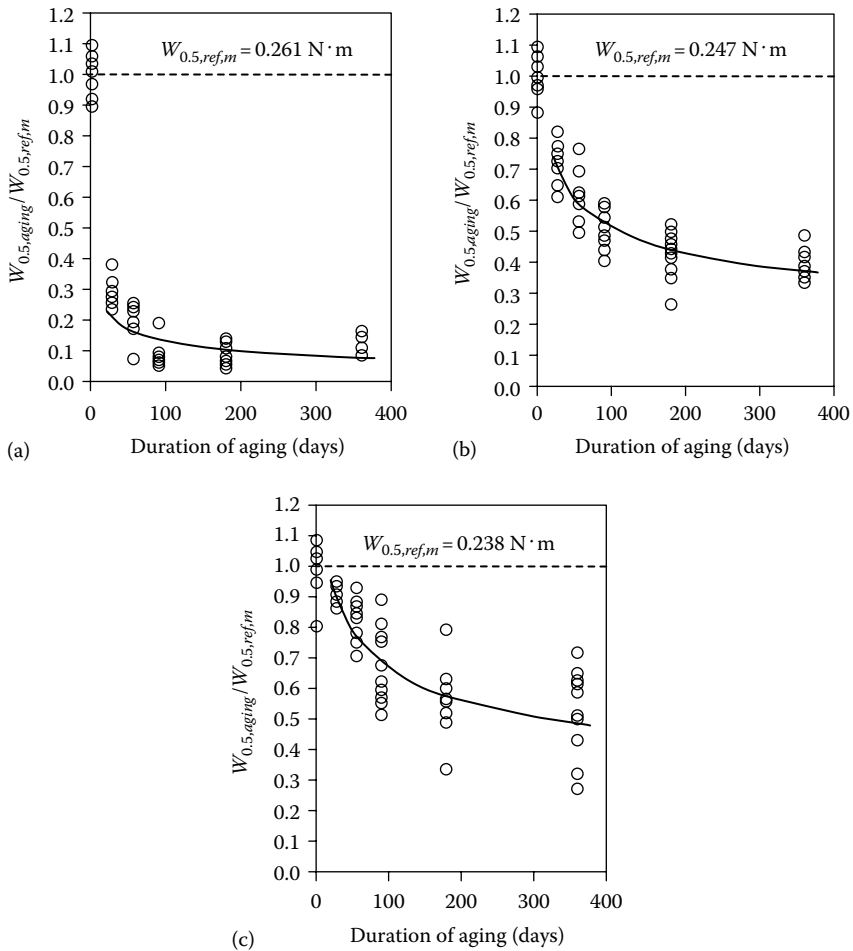 1.2
1.1
1.0
0.9
0.8
0.7
0.6
0.5
0.4
0.3
0.2
0.1
0.0
W0.5,aging/W0.5,ref,m
W0.5,ref,m = 0.261 N·m
0 100 200 300 400
Duration of aging (days)
(a)
1.2
1.1
1.0
0.9
0.8
0.7
0.6
0.5
0.4
0.3
0.2
0.1
0.0
W0.5,aging/W0.5,ref,m
W0.5,ref,m = 0.247 N·m
0 100 200 300 400
Duration of aging (days)
(b)
1.2
1.1
1.0
0.9
0.8
0.7
0.6
0.5
0.4
0.3
0.2
0.1
0.0
W0.5,aging/W0.5,ref,m
W0.5,ref,m = 0.238 N·m
0 100 200 300 400
Duration of aging (days)
(c)